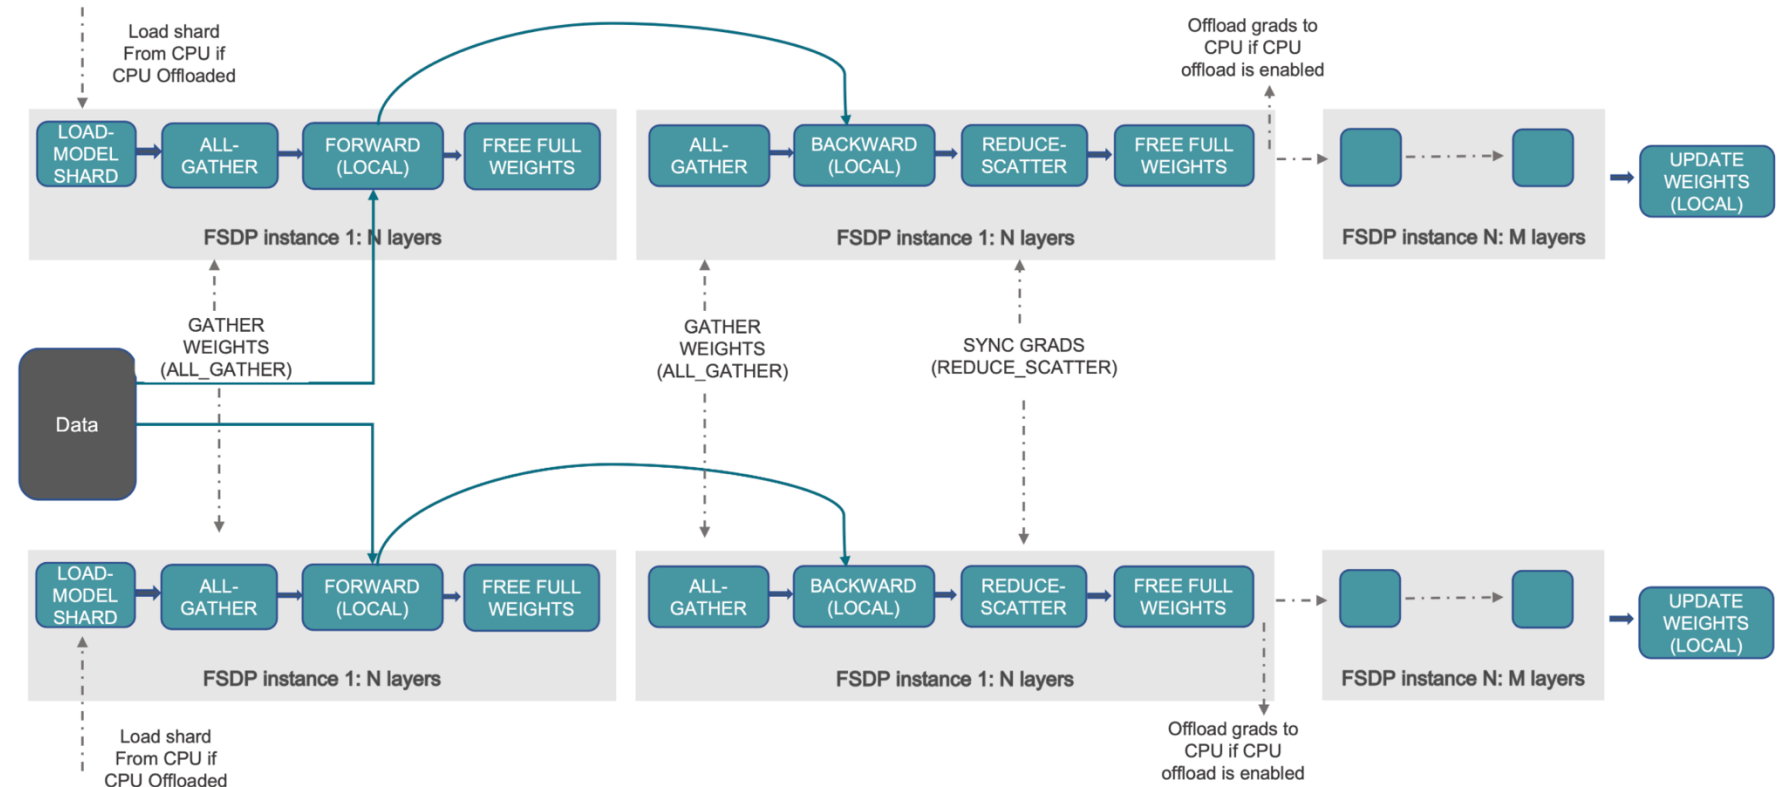 Load shard
From CPU if
CPU Offloaded
Offload grads to
CPU if CPU
offload is enabled
LOAD-
MODEL
SHARD
ALL-
GATHER
FORWARD
(LOCAL)
FREE FULL
WEIGHTS
FSDP instance 1: N layers
ALL-
GATHER
BACKWARD
(LOCAL)
REDUCE-
SCATTER
FREE FULL
WEIGHTS
FSDP instance 1: N layers
FSDP instance N: M layers
UPDATE
WEIGHTS
(LOCAL)
GATHER
WEIGHTS
(ALL_GATHER)
GATHER
WEIGHTS
(ALL_GATHER)
SYNC GRADS
(REDUCE_SCATTER)
Data
LOAD-
MODEL
SHARD
ALL-
GATHER
FORWARD
(LOCAL)
FREE FULL
WEIGHTS
FSDP instance 1: N layers
ALL-
GATHER
BACKWARD
(LOCAL)
REDUCE-
SCATTER
FREE FULL
WEIGHTS
FSDP instance 1: N layers
FSDP instance N: M layers
UPDATE
WEIGHTS
(LOCAL)
Load shard
From CPU if
CPU Offloaded
Offload grads to
CPU if CPU
offload is enabled